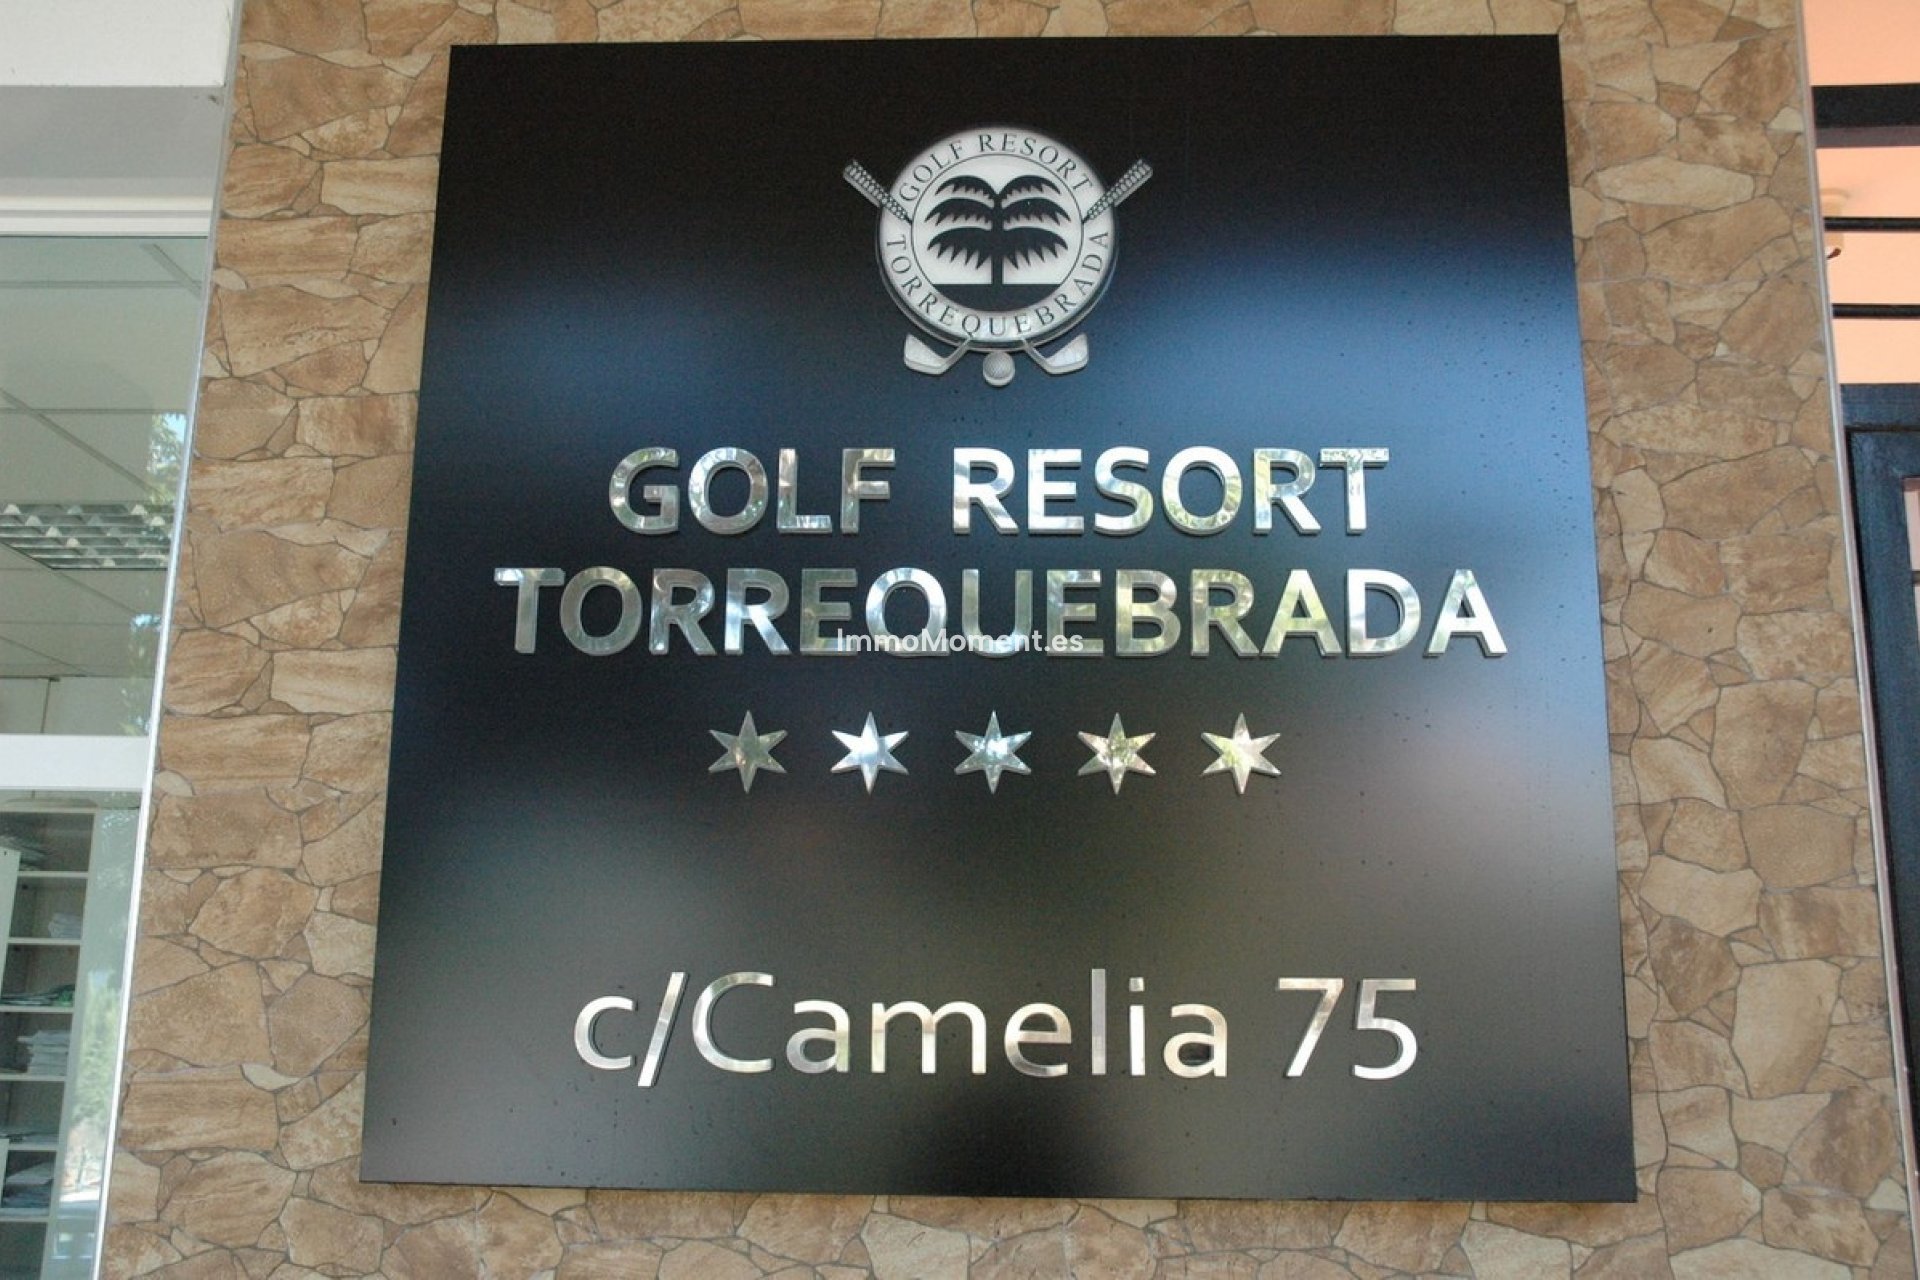 GOLF RESORT
TORREQUEBRADA
GOLF RESORT
TORREQUEBRADA
ImmoMoment.es
c/Camelia 75